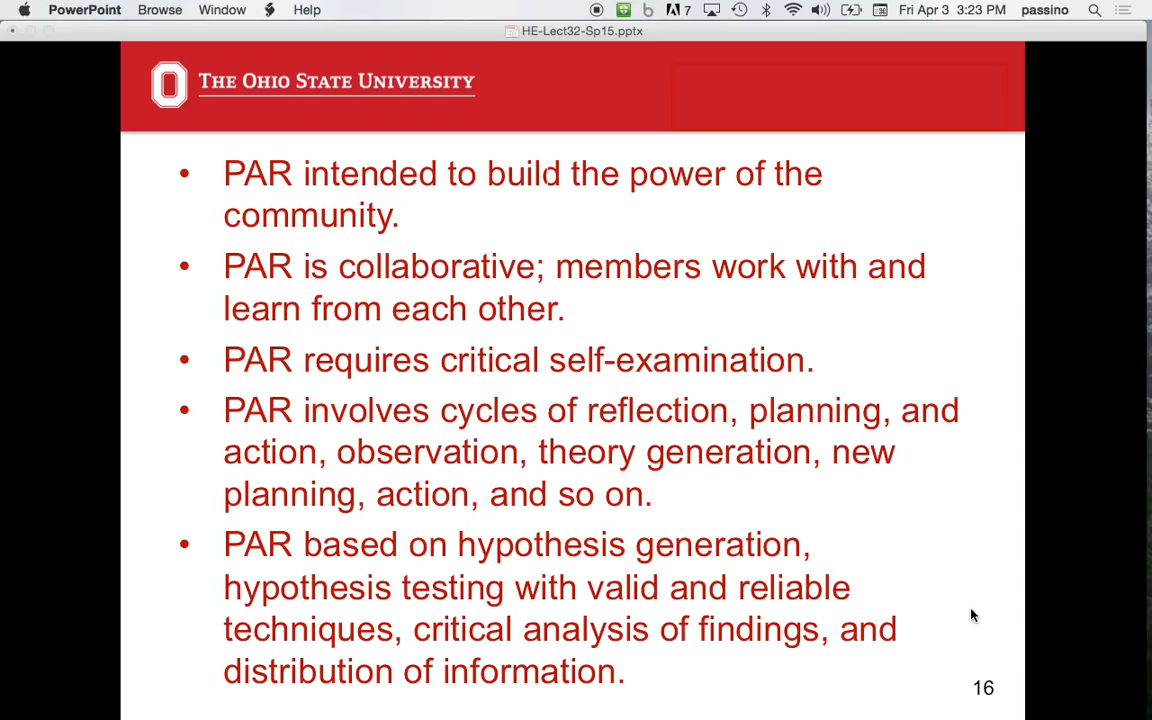 PowerPoint Browse Window Help 7 Fri Apr 3 3:23 PM passino
HE-Lect32-Sp15.pptx
THE OHIO STATE UNIVERSITY
• PAR intended to build the power of the
community.
• PAR is collaborative; members work with and
learn from each other.
• PAR requires critical self-examination.
• PAR involves cycles of reflection, planning, and
action, observation, theory generation, new
planning, action, and so on.
• PAR based on hypothesis generation,
hypothesis testing with valid and reliable
techniques, critical analysis of findings, and
distribution of information.
16